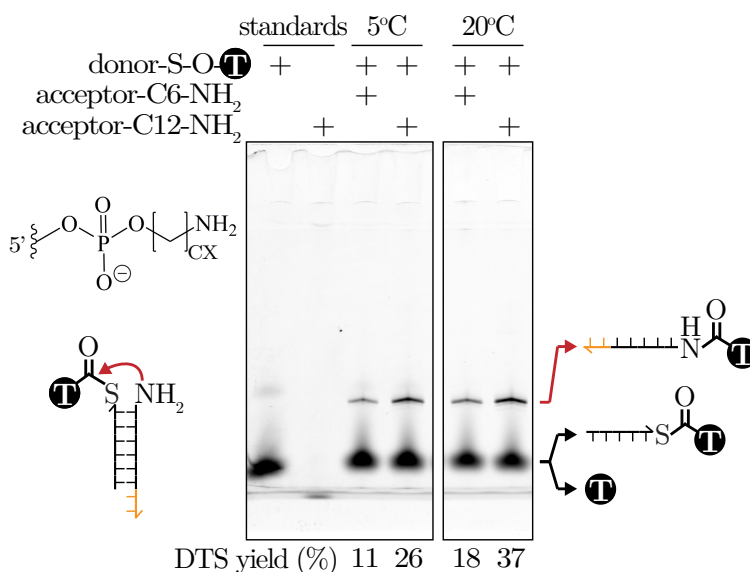 standards 5°C 20°C
donor-S-O-T + + + + +
acceptor-C6-NH2 + +
acceptor-C12-NH2 + + +
5' O O P O O⊖ NH2 CX
O T S NH2
H N O T
S O T
T
DTS yield (%) 11 26 18 37